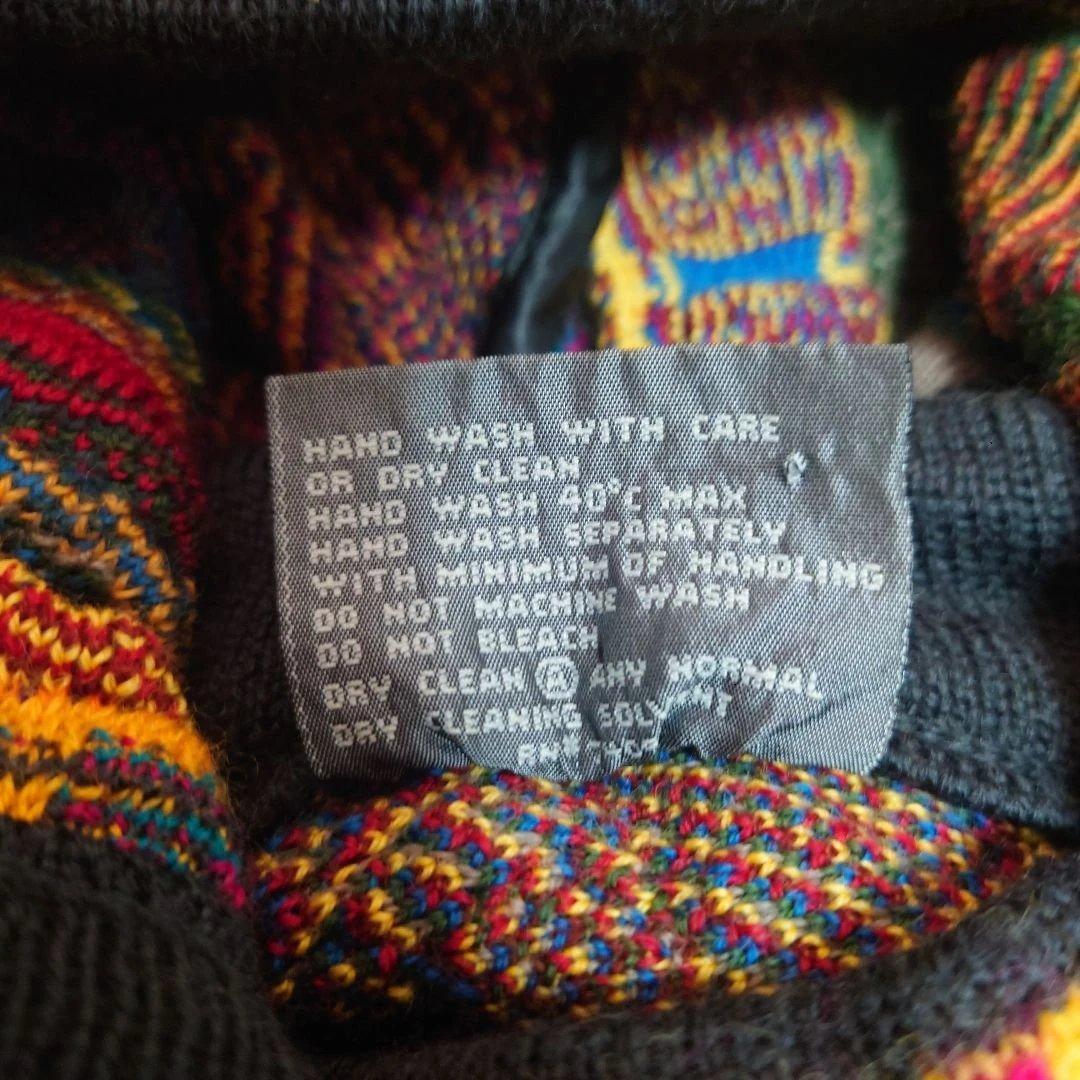 HAND WASH WITH CARE
OR DRY CLEAN
HAND WASH 40°C MAX
HAND WASH SEPARATELY
WITH MINIMUM OF HANDLING
DO NOT MACHINE WASH
DO NOT BLEACH
DRY CLEAN Ⓐ ANY NORMAL
DRY CLEANING SOLVENT